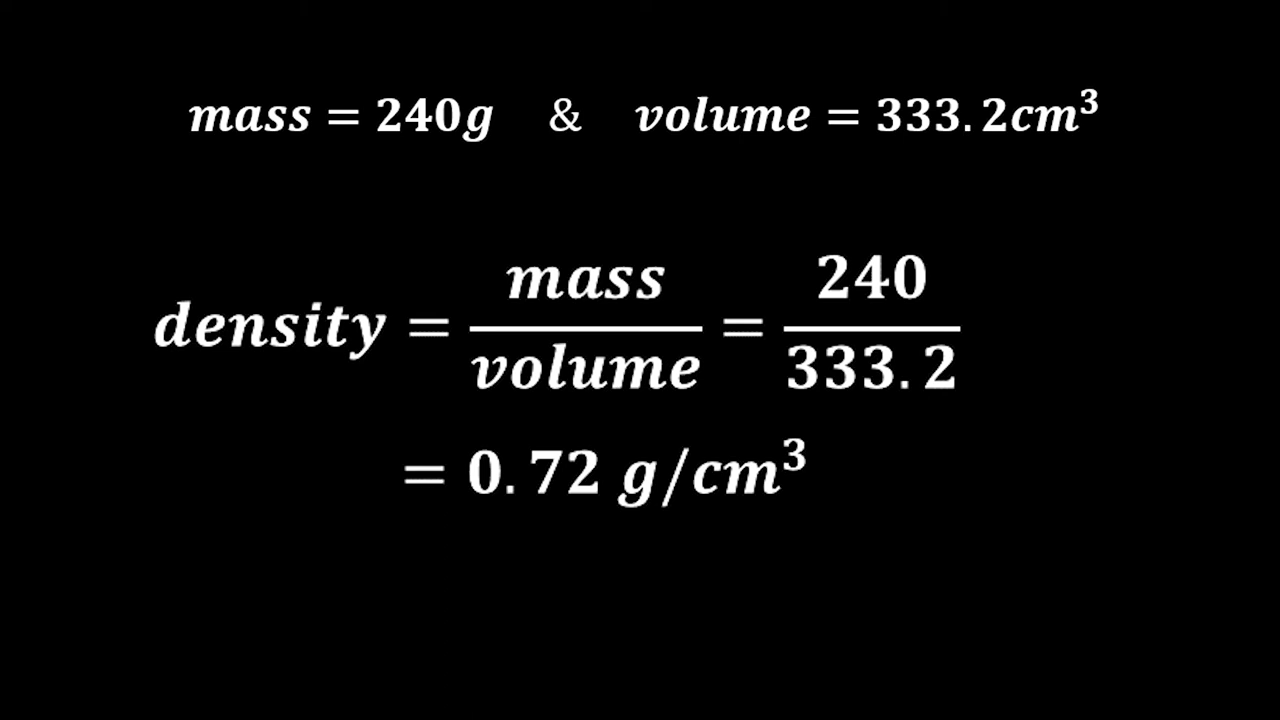 mass = 240g & volume = 333.2cm³
density = mass/volume = 240/333.2
= 0.72 g/cm³